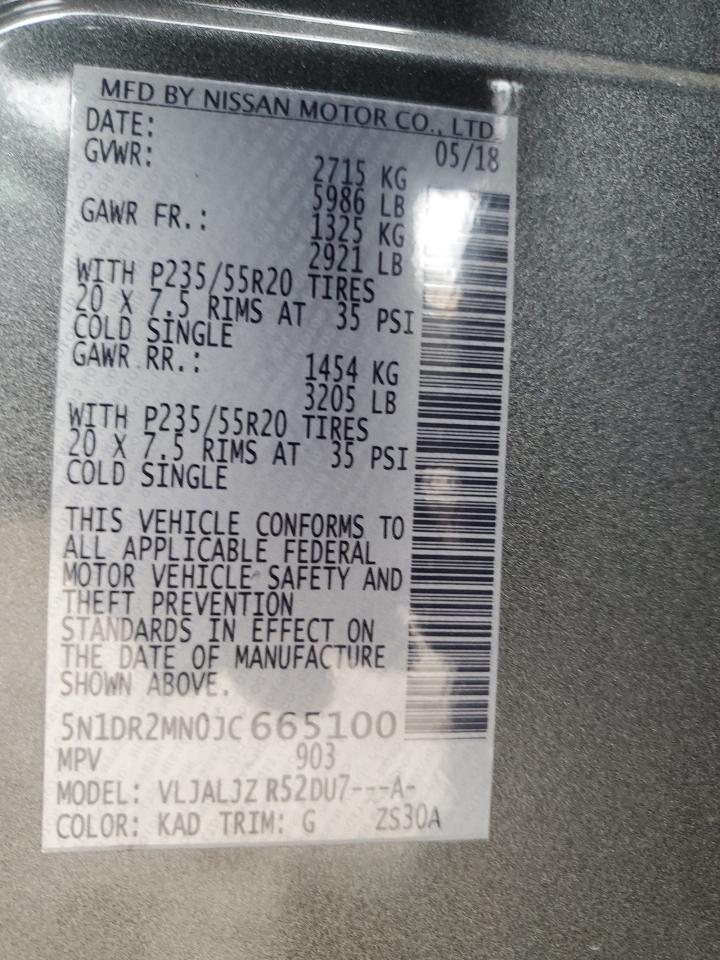 MFD BY NISSAN MOTOR CO., LTD.
DATE: 05/18
GVWR: 2715 KG
5986 LB
GAWR FR.: 1325 KG
2921 LB
WITH P235/55R20 TIRES
20 X 7.5 RIMS AT 35 PSI
COLD SINGLE
GAWR RR.: 1454 KG
3205 LB
WITH P235/55R20 TIRES
20 X 7.5 RIMS AT 35 PSI
COLD SINGLE
THIS VEHICLE CONFORMS TO
ALL APPLICABLE FEDERAL
MOTOR VEHICLE SAFETY AND
THEFT PREVENTION
STANDARDS IN EFFECT ON
THE DATE OF MANUFACTURE
SHOWN ABOVE.
5N1DR2MN0JC665100
MPV 903
MODEL: VLJALJZ R52DU7---A-
COLOR: KAD TRIM: G ZS30A